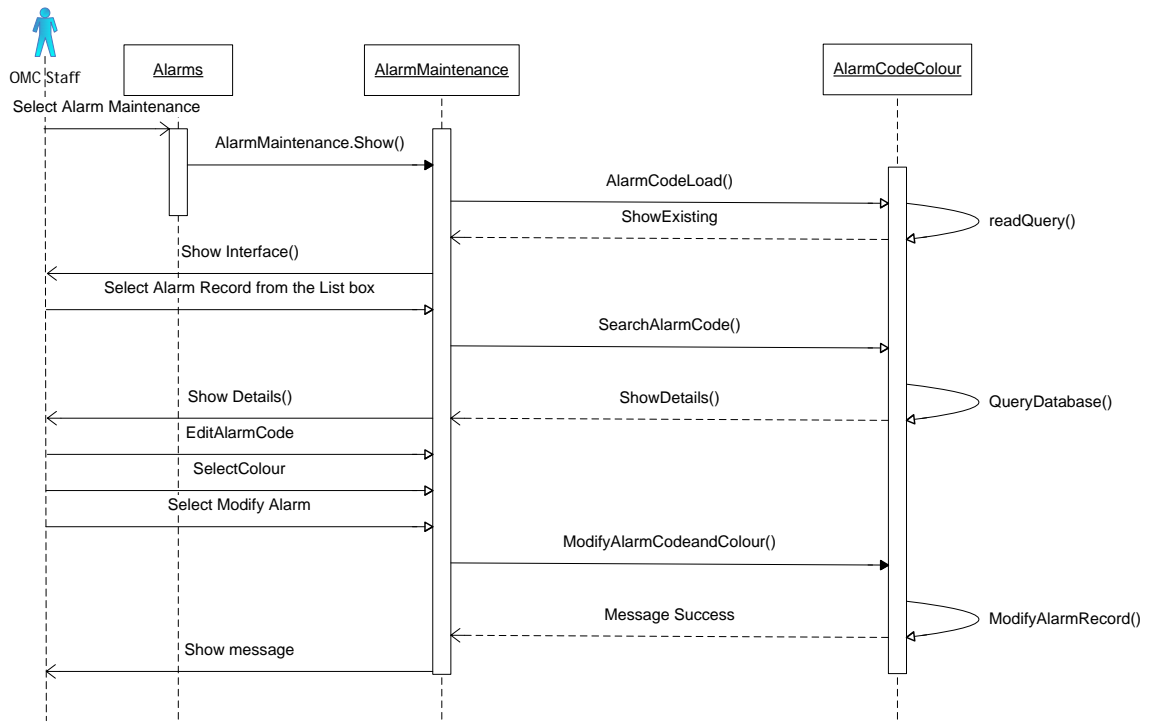 OMC Staff
Alarms
AlarmMaintenance
AlarmCodeColour
Select Alarm Maintenance
AlarmMaintenance.Show()
AlarmCodeLoad()
ShowExisting
readQuery()
Show Interface()
Select Alarm Record from the List box
SearchAlarmCode()
Show Details()
ShowDetails()
QueryDatabase()
EditAlarmCode
SelectColour
Select Modify Alarm
ModifyAlarmCodeandColour()
Message Success
ModifyAlarmRecord()
Show message